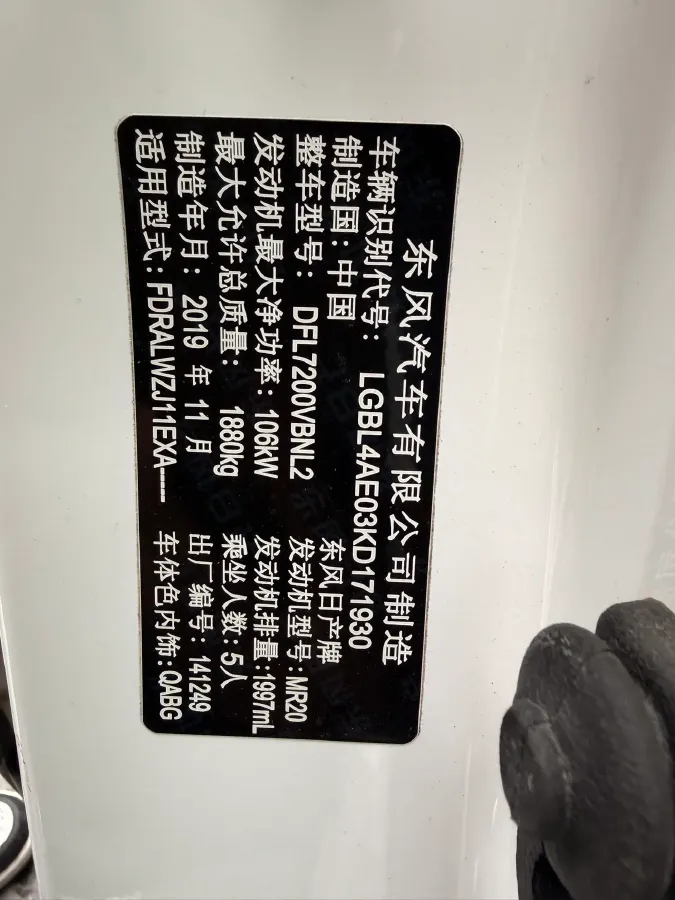 东风汽车有限公司制造
车辆识别代号: LGBL4AE03KD171930
制造国: 中国 东风日产牌
整车型号: DFL7200VBNL2 发动机型号: MR20
发动机最大净功率: 106kW 发动机排量: 1997mL
最大允许总质量: 1880kg 乘坐人数: 5人
制造年月: 2019 年 11 月 出厂编号: 141249
适用型式: FDRALWZJ11EXA----- 车体色内饰: QABG